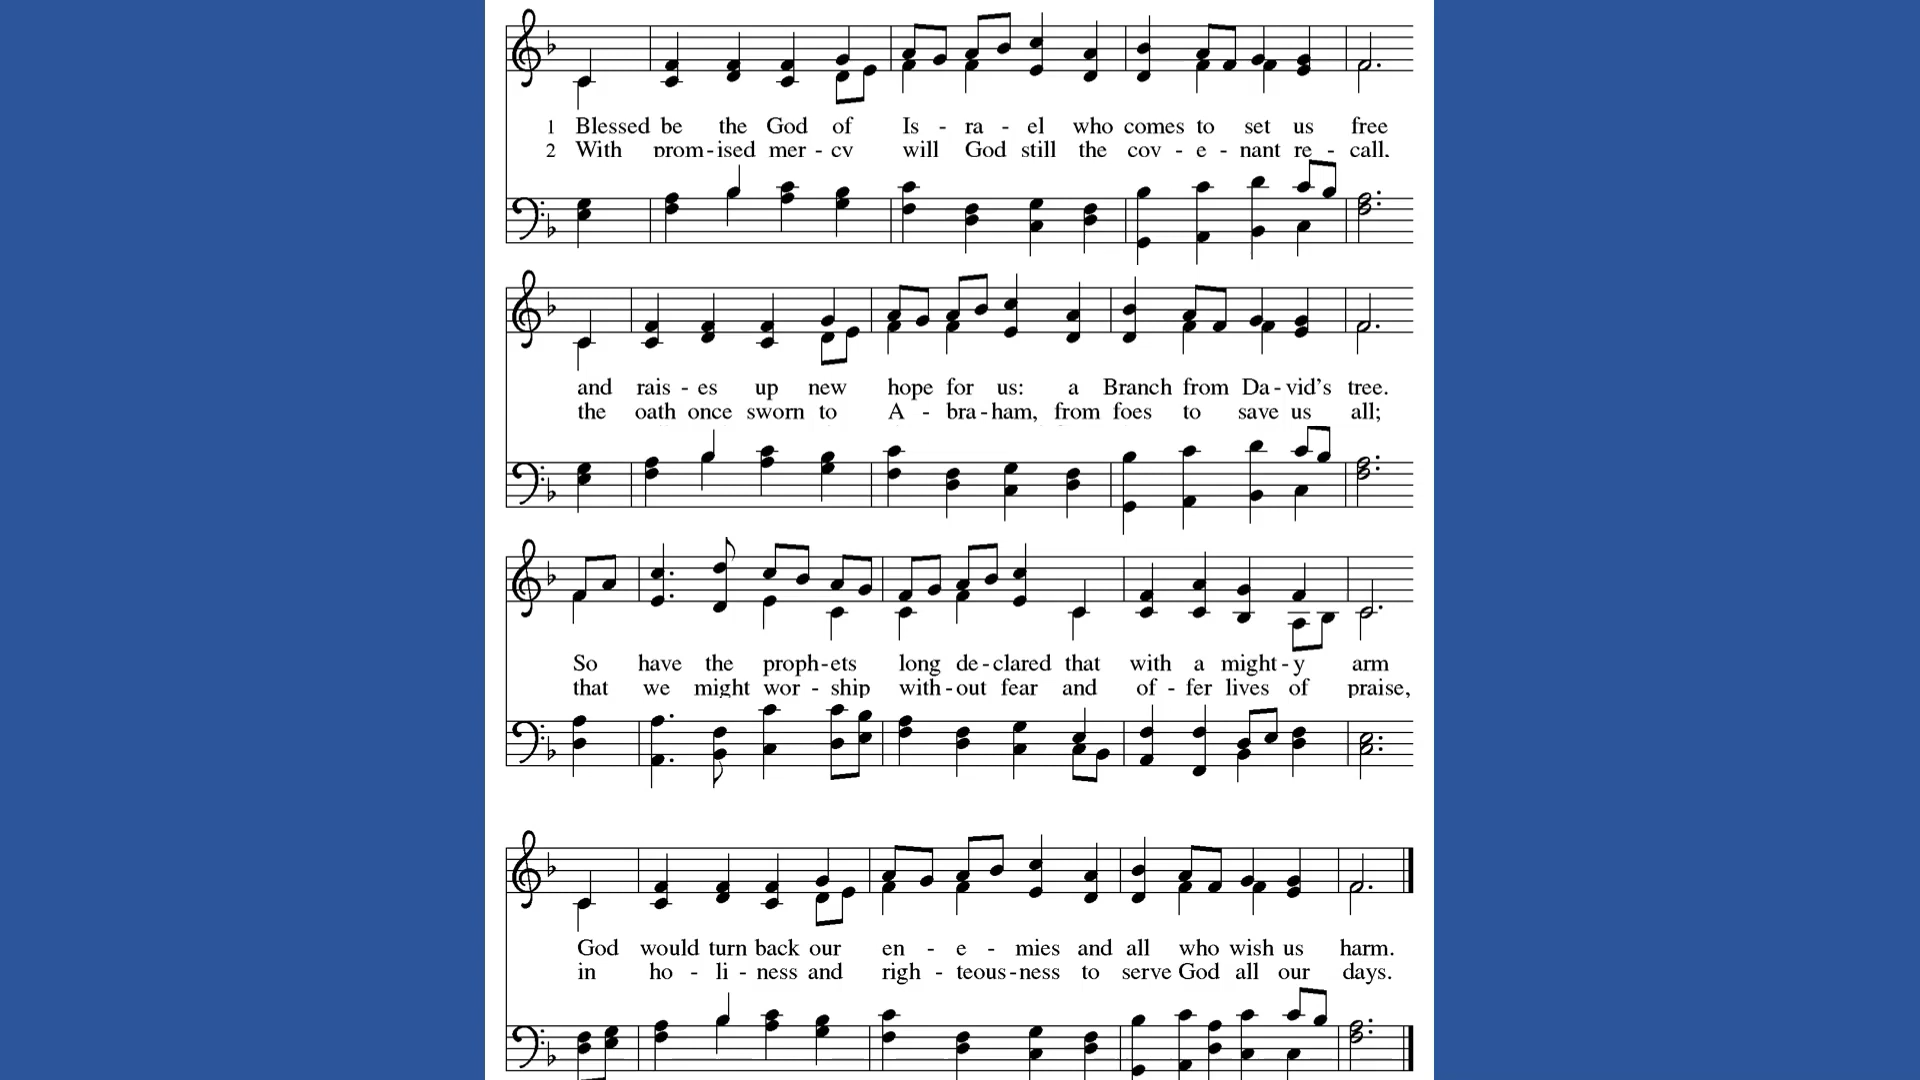 1 Blessed be the God of Is - ra - el who comes to set us free
2 With prom - ised mer - cy will God still the cov - e - nant re - call,
and rais - es up new hope for us: a Branch from Da - vid's tree.
the oath once sworn to A - bra - ham, from foes to save us all;
So have the proph - ets long de - clared that with a might - y arm
that we might wor - ship with - out fear and of - fer lives of praise,
God would turn back our en - e - mies and all who wish us harm.
in ho - li - ness and righ - teous - ness to serve God all our days.